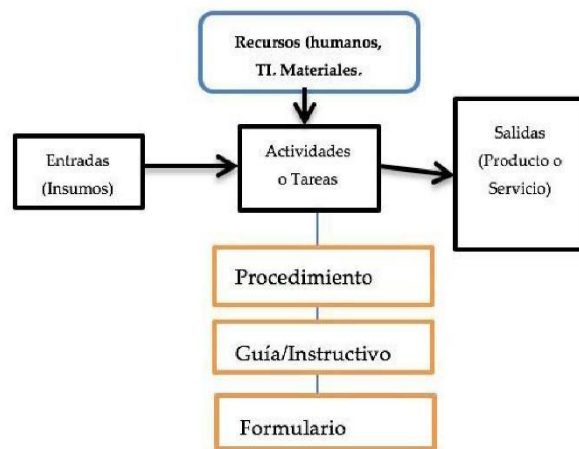 Recursos (humanos,
TI. Materiales.
Entradas
(Insumos)
Actividades
o Tareas
Salidas
(Producto o
Servicio)
Procedimiento
Guía/Instructivo
Formulario